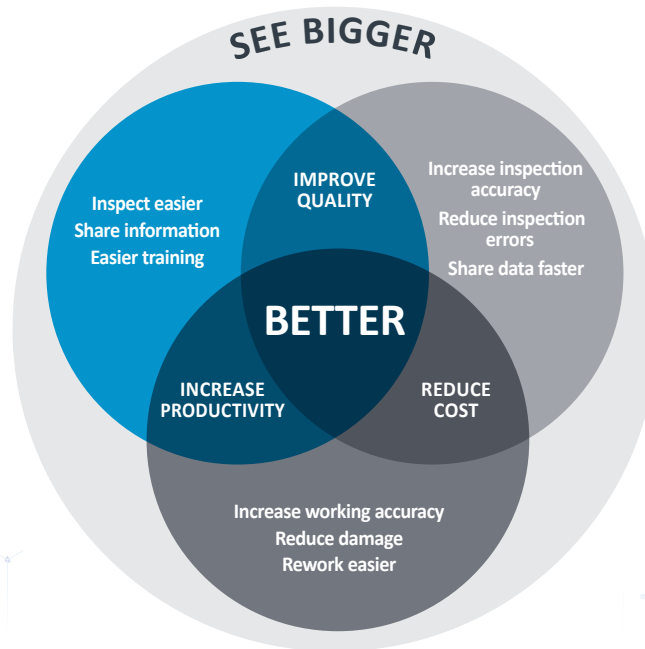 SEE BIGGER
IMPROVE
QUALITY
Inspect easier
Share information
Easier training
Increase inspection
accuracy
Reduce inspection
errors
Share data faster
BETTER
INCREASE
PRODUCTIVITY
REDUCE
COST
Increase working accuracy
Reduce damage
Rework easier